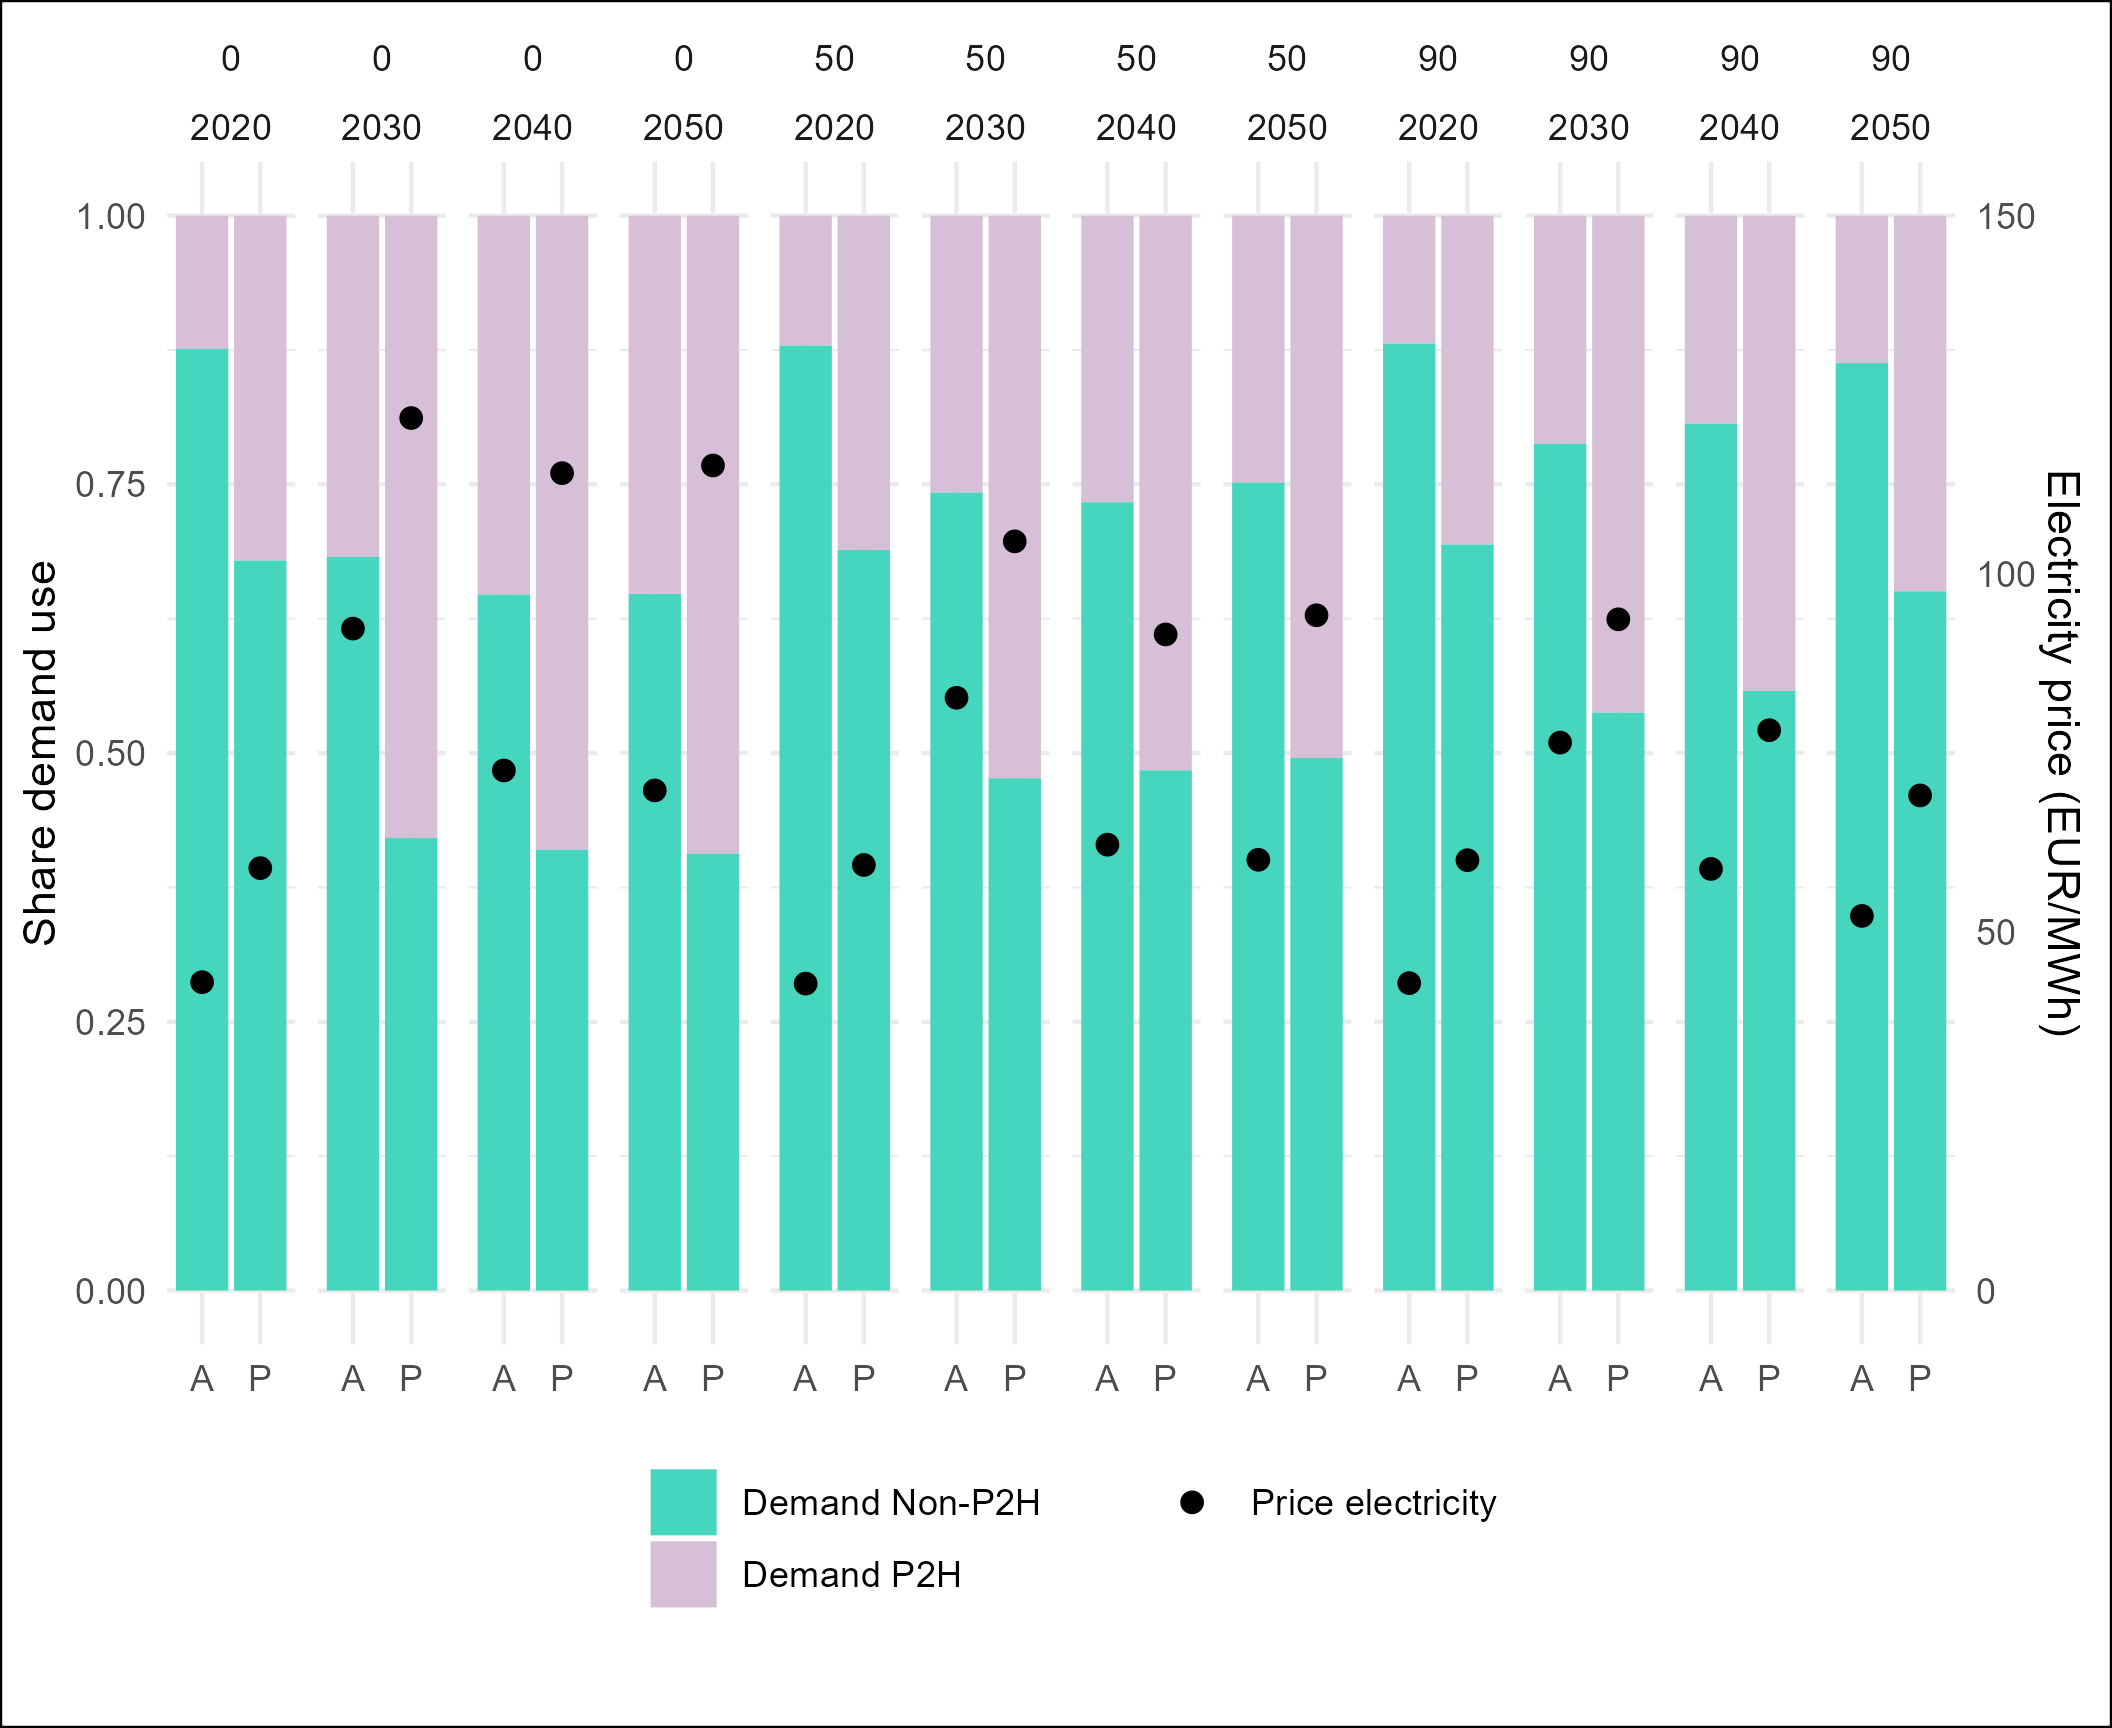 0 0 0 0 50 50 50 50 90 90 90 90
2020 2030 2040 2050 2020 2030 2040 2050 2020 2030 2040 2050
Share demand use
1.00
0.75
0.50
0.25
0.00
150
100
50
0
Electricity price (EUR/MWh)
A P A P A P A P A P A P A P A P A P A P A P A P
Demand Non-P2H
Demand P2H
Price electricity